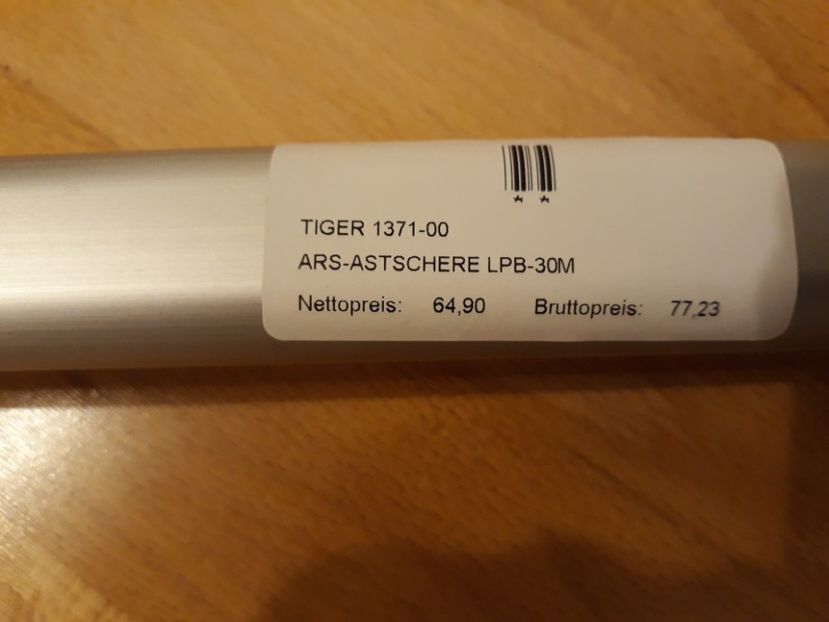 * *
TIGER 1371-00
ARS-ASTSCHERE LPB-30M
Nettopreis: 64,90 Bruttopreis: 77,23